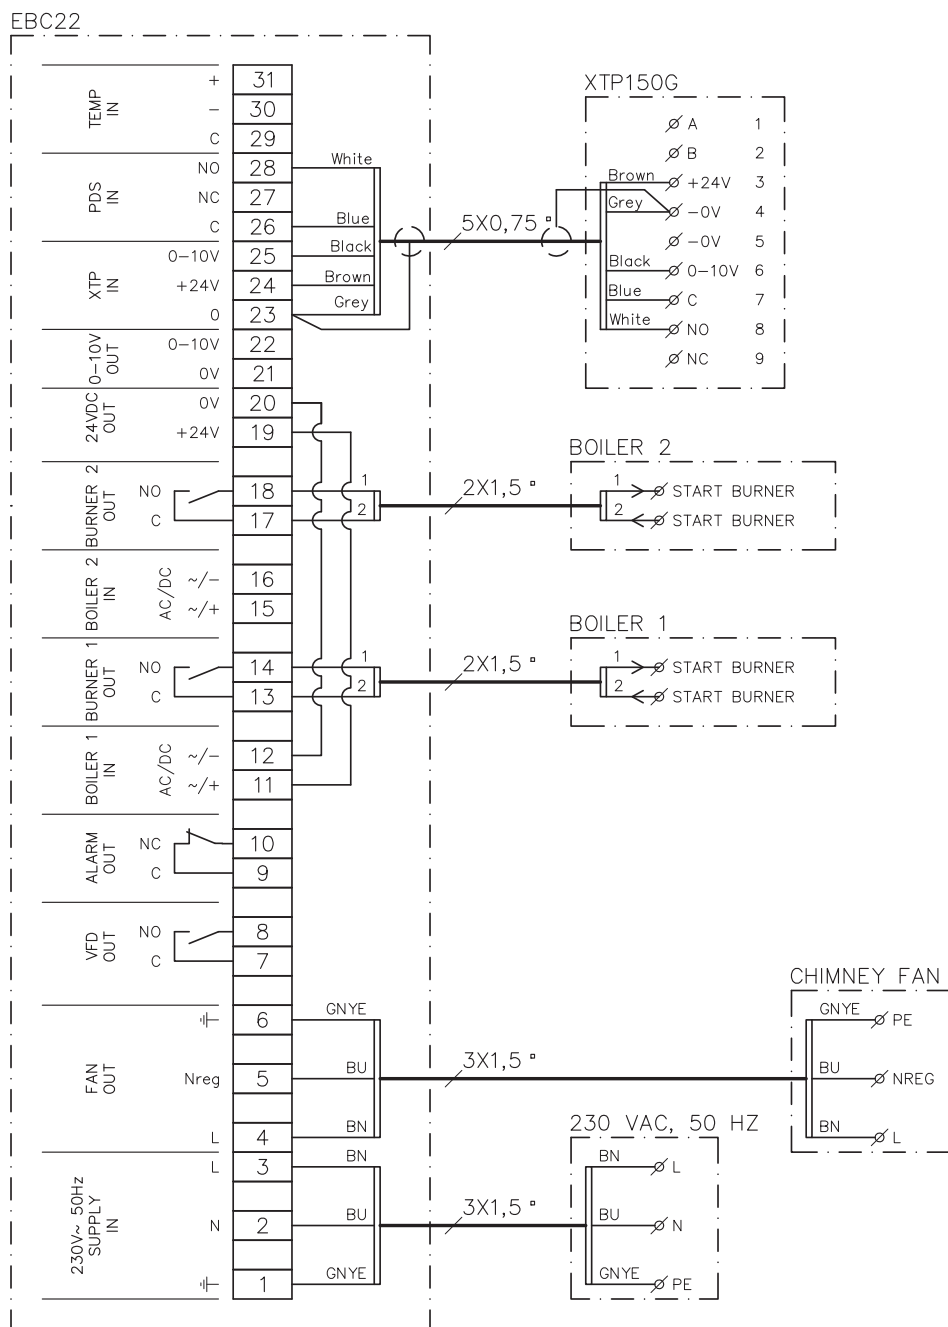 EBC22
TEMP IN
+ 31
− 30
C 29
PDS IN
NO 28 White
NC 27
C 26 Blue
XTP IN
0−10V 25 Black
+24V 24 Brown
0 23 Grey
0−10V OUT
0−10V 22
0V 21
24VDC OUT
0V 20
+24V 19
BURNER 2 OUT
NO 18 1
C 17 2
BOILER 2 IN
AC/DC
~/− 16
~/+ 15
BURNER 1 OUT
NO 14 1
C 13 2
BOILER 1 IN
AC/DC
~/− 12
~/+ 11
ALARM OUT
NC 10
C 9
VFD OUT
NO 8
C 7
FAN OUT
6 GNYE
Nreg 5 BU
L 4 BN
230V~ 50Hz SUPPLY IN
L 3 BN
N 2 BU
1 GNYE
5X0,75 ▫
XTP150G
A 1
B 2
Brown +24V 3
Grey −0V 4
−0V 5
Black 0−10V 6
Blue C 7
White NO 8
NC 9
2X1,5 ▫
BOILER 2
1 START BURNER
2 START BURNER
2X1,5 ▫
BOILER 1
1 START BURNER
2 START BURNER
3X1,5 ▫
CHIMNEY FAN
GNYE PE
BU NREG
BN L
3X1,5 ▫
230 VAC, 50 HZ
BN L
BU N
GNYE PE